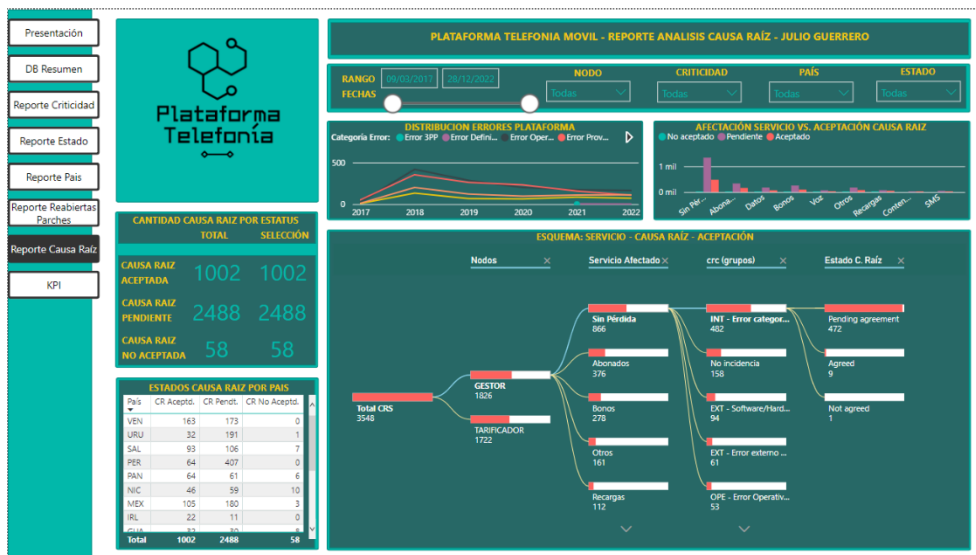 Presentación
DB Resumen
Reporte Criticidad
Reporte Estado
Reporte Pais
Reporte Reabiertas
Parches
Reporte Causa Raíz
KPI
Plataforma
Telefonía
PLATAFORMA TELEFONIA MOVIL - REPORTE ANALISIS CAUSA RAÍZ - JULIO GUERRERO
RANGO
FECHAS
09/03/2017
28/12/2022
NODO
Todas
CRITICIDAD
Todas
PAÍS
Todas
ESTADO
Todas
DISTRIBUCION ERRORES PLATAFORMA
Categoria Error: Error 3PP Error Defini... Error Oper... Error Prov...
500
0
2017 2018 2019 2020 2021 2022
AFECTACIÓN SERVICIO VS. ACEPTACIÓN CAUSA RAIZ
No aceptado Pendiente Aceptado
1 mil
0 mil
Sin Pér... Abona... Datos Bonos Voz Otros Recargas Conten... SMS
CANTIDAD CAUSA RAIZ POR ESTATUS
TOTAL SELECCIÓN
CAUSA RAIZ
ACEPTADA
1002 1002
CAUSA RAIZ
PENDIENTE
2488 2488
CAUSA RAIZ
NO ACEPTADA
58 58
ESTADOS CAUSA RAIZ POR PAIS
País CR Aceptd. CR Pendt. CR No Aceptd.
VEN 163 173 0
URU 32 191 1
SAL 93 106 7
PER 64 407 0
PAN 64 61 6
NIC 46 59 10
MEX 105 180 3
IRL 22 11 0
Total 1002 2488 58
ESQUEMA: SERVICIO - CAUSA RAÍZ - ACEPTACIÓN
Nodos
Servicio Afectado
crc (grupos)
Estado C. Raíz
Total CRS
3548
GESTOR
1826
TARIFICADOR
1722
Sin Pérdida
866
Abonados
376
Bonos
278
Otros
161
Recargas
112
INT - Error categor...
482
No incidencia
158
EXT - Software/Hard...
94
EXT - Error externo ...
61
OPE - Error Operativ...
53
Pending agreement
472
Agreed
9
Not agreed
1